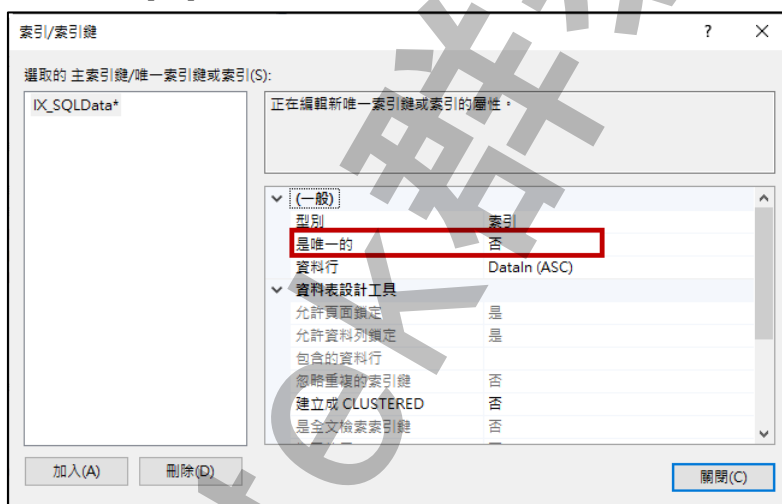 索引/索引鍵
? ×
選取的 主索引鍵/唯一索引鍵或索引(S):
IX_SQLData*
正在編輯新唯一索引鍵或索引的屬性。
(一般)
型別 索引
是唯一的 否
資料行 DataIn (ASC)
資料表設計工具
允許頁面鎖定 是
允許資料列鎖定 是
包含的資料行
忽略重複的索引鍵 否
建立成 CLUSTERED 否
是全文檢索索引鍵 否
加入(A) 刪除(D) 關閉(C)